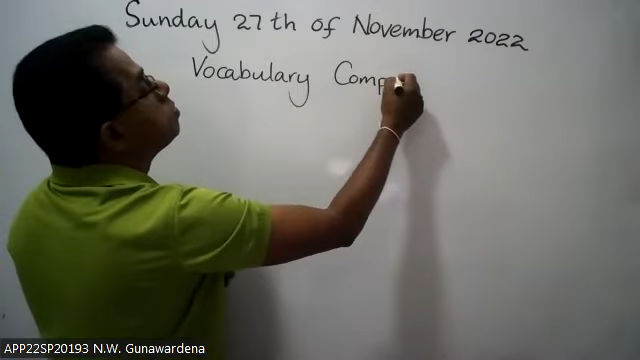 Sunday 27th of November 2022
Vocabulary Comp
APP22SP20193 N.W. Gunawardena